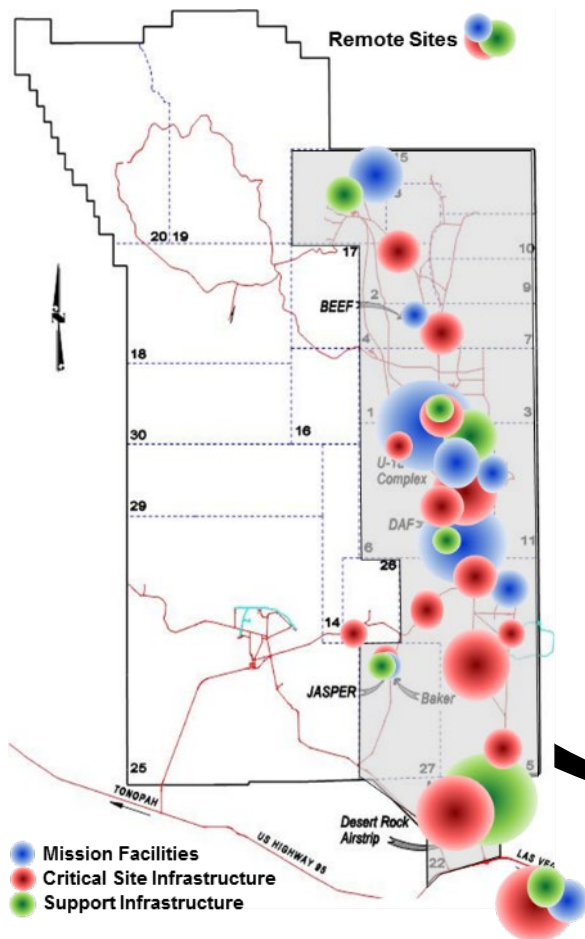 Remote Sites
15
20 19
17
10
9
BEEF
2
4
7
18
1
3
16
30
Complex
29
DAF
11
6
26
14
JASPER
Baker
25
27
5
TONOPAH
Desert Rock
Airstrip
US HIGHWAY 95
22
LAS VE
Mission Facilities
Critical Site Infrastructure
Support Infrastructure